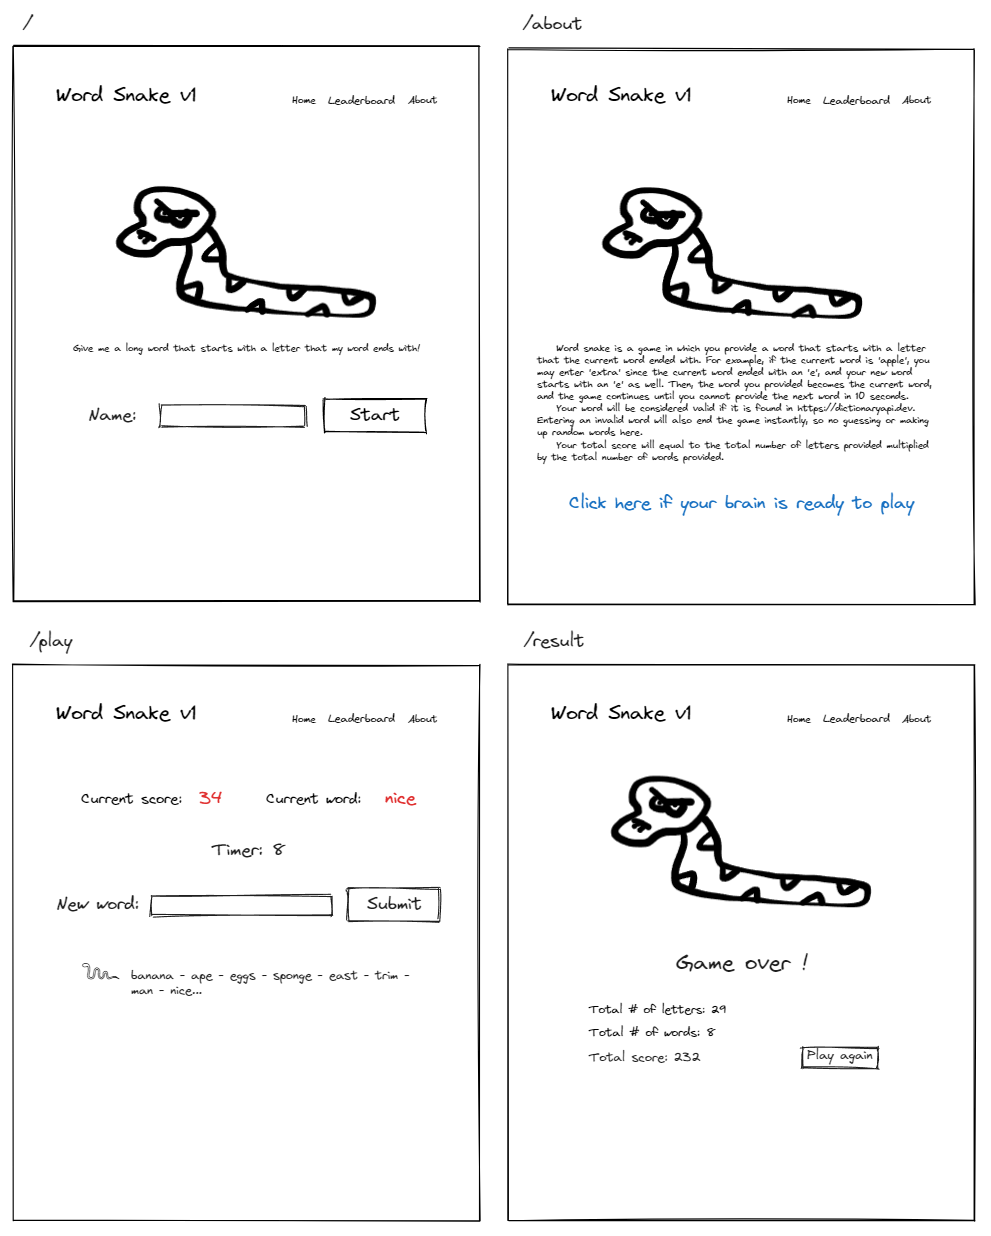 /
Word Snake v1
Home Leaderboard About
Give me a long word that starts with a letter that my word ends with!
Name:
Start
/about
Word Snake v1
Home Leaderboard About
Word snake is a game in which you provide a word that starts with a letter
that the current word ended with. For example, if the current word is 'apple', you
may enter 'extra' since the current word ended with an 'e', and your new word
starts with an 'e' as well. Then, the word you provided becomes the current word,
and the game continues until you cannot provide the next word in 10 seconds.
Your word will be considered valid if it is found in https://dictionaryapi.dev.
Entering an invalid word will also end the game instantly, so no guessing or making
up random words here.
Your total score will equal to the total number of letters provided multiplied
by the total number of words provided.
Click here if your brain is ready to play
/play
Word Snake v1
Home Leaderboard About
Current score: 34 Current word: nice
Timer: 8
New word:
Submit
banana - ape - eggs - sponge - east - trim -
man - nice...
/result
Word Snake v1
Home Leaderboard About
Game over !
Total # of letters: 29
Total # of words: 8
Total score: 232
Play again